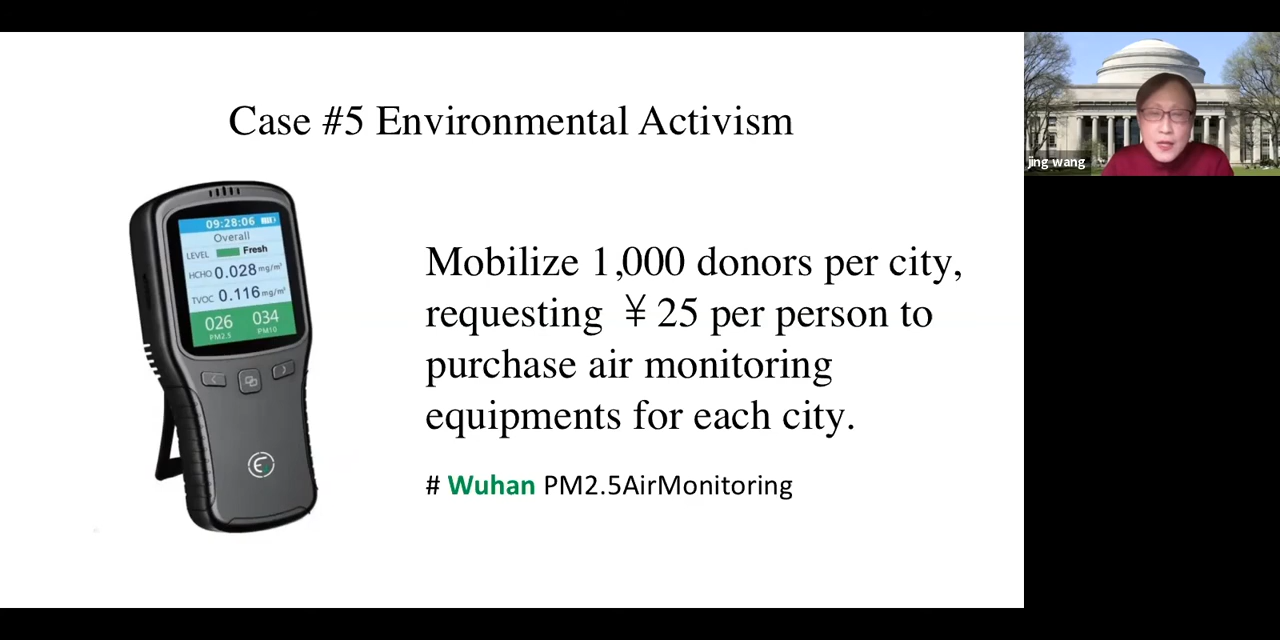 Case #5 Environmental Activism
jing wang
09:28:06
Overall
LEVEL Fresh
HCHO 0.028 mg/m³
TVOC 0.116 mg/m³
026 034
PM2.5 PM10
Mobilize 1,000 donors per city,
requesting ￥25 per person to
purchase air monitoring
equipments for each city.
# Wuhan PM2.5AirMonitoring